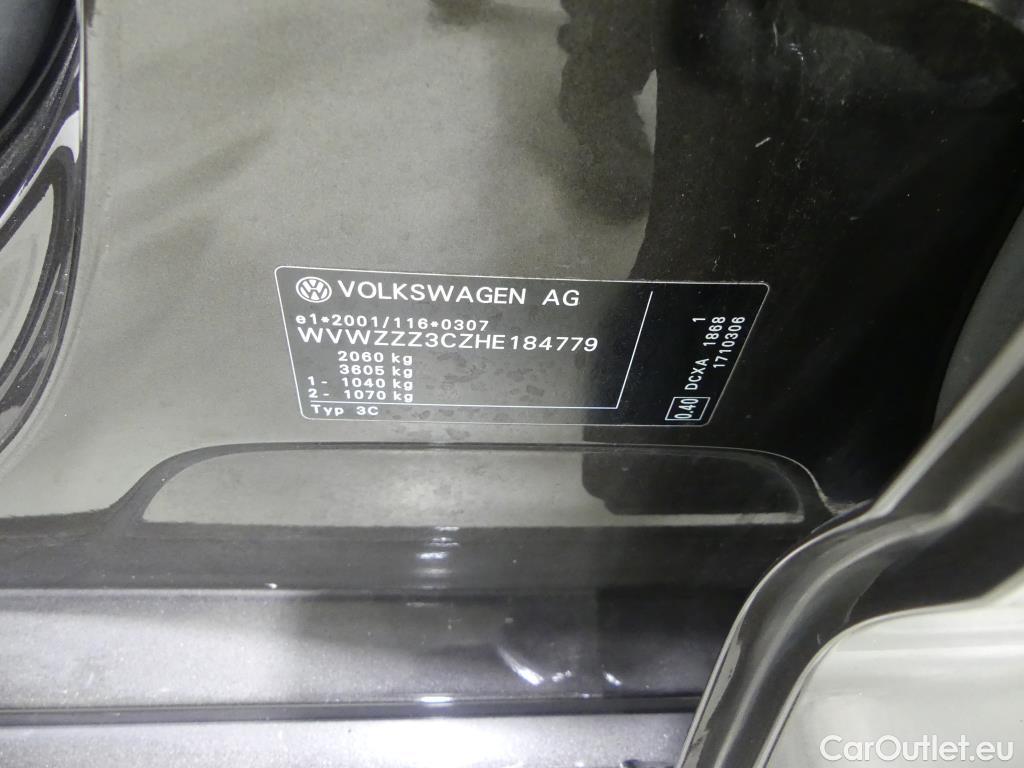 VOLKSWAGEN AG
e1*2001/116*0307
WVWZZZ3CZHE184779
2060 kg
3605 kg
1 - 1040 kg
2 - 1070 kg
Typ 3C
0.40 DCXA 1868 1
1710306
CarOutlet.eu